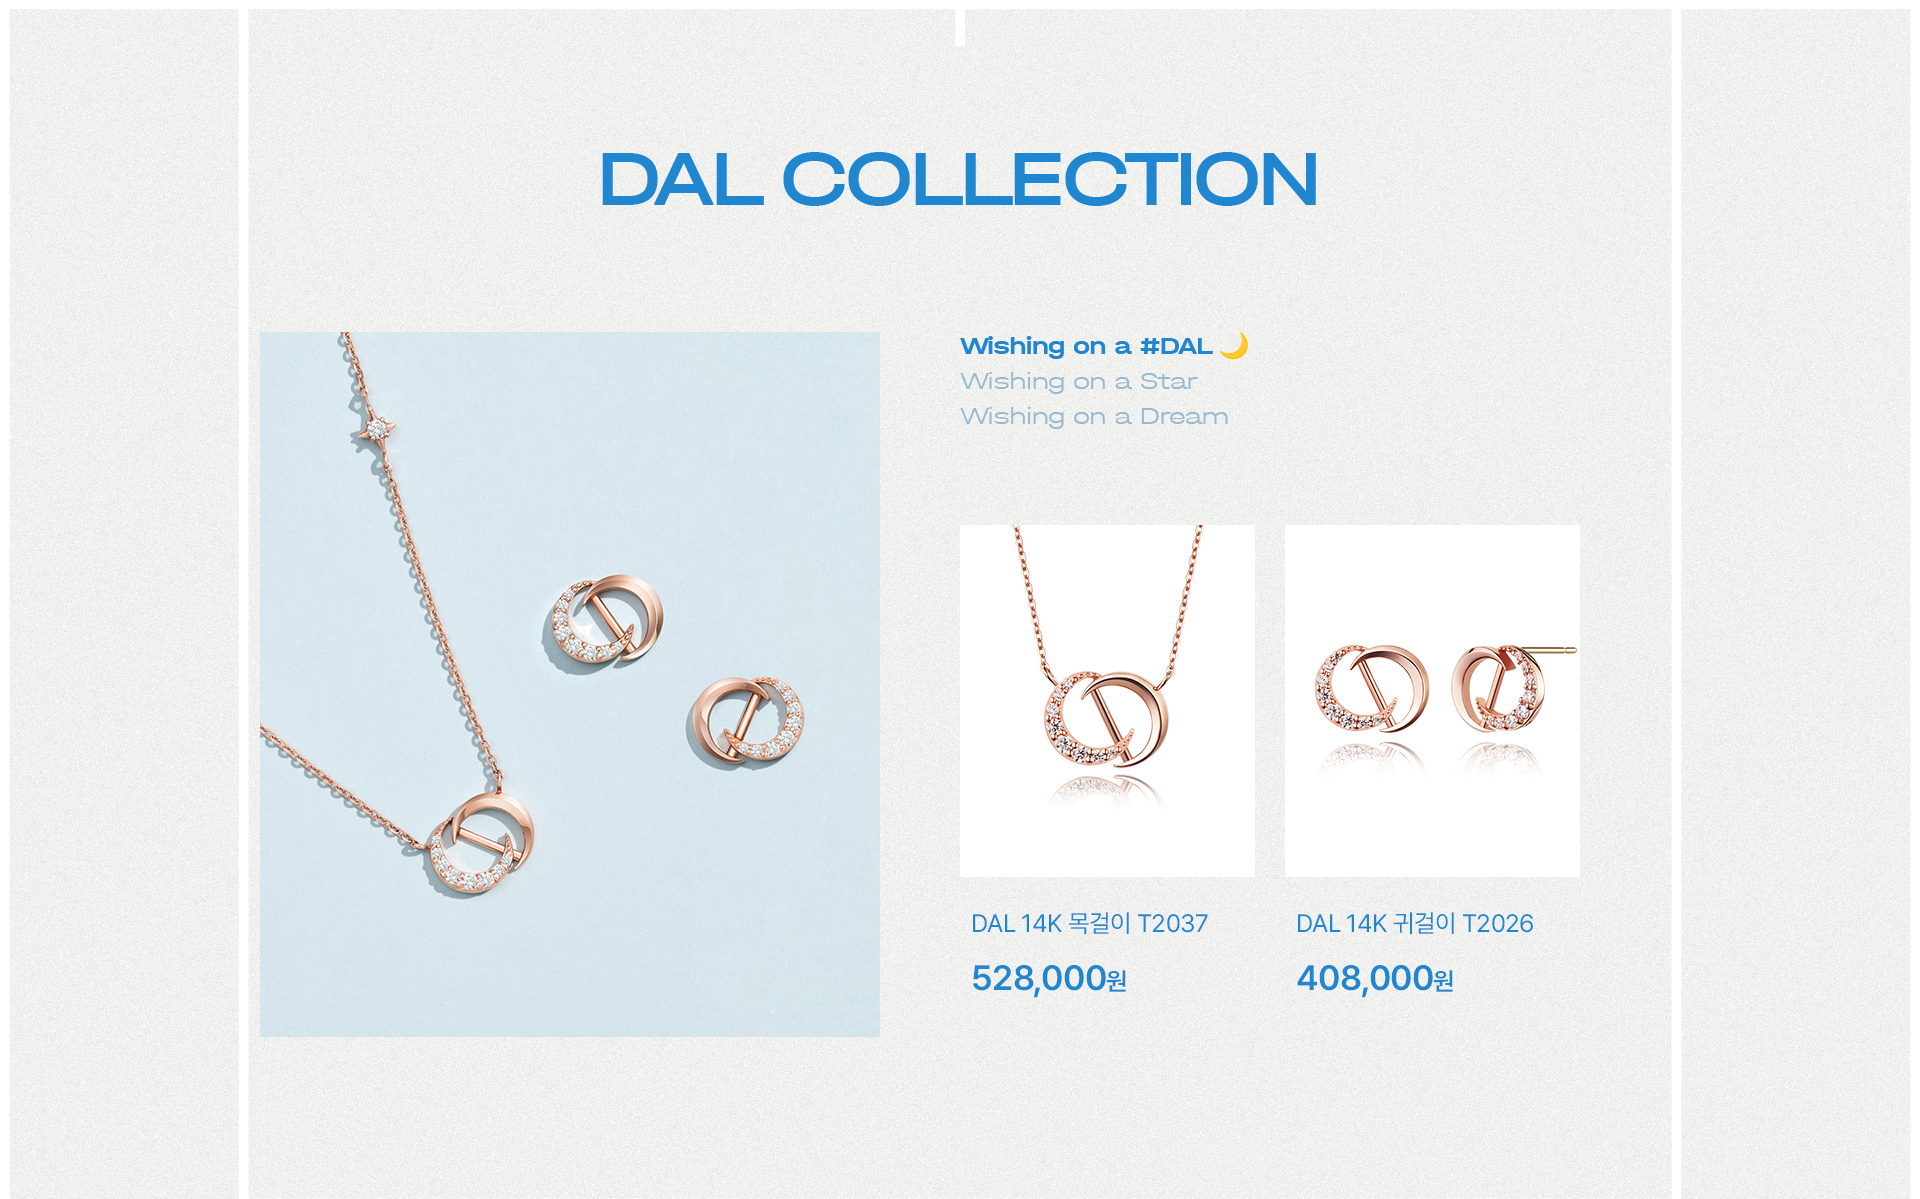 DAL COLLECTION
Wishing on a #DAL 🌙
Wishing on a Star
Wishing on a Dream
DAL 14K 목걸이 T2037
528,000원
DAL 14K 귀걸이 T2026
408,000원